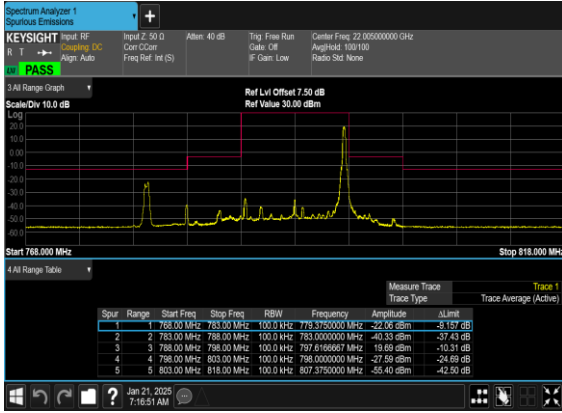 Spectrum Analyzer 1
Spurious Emissions
+
KEYSIGHT Input: RF Input Z: 50 Ω Atten: 40 dB Trig: Free Run Center Freq: 22.005000000 GHz
R T Coupling: DC Corr CCorr Gate: Off Avg|Hold: 100/100
Align: Auto Freq Ref: Int (S) IF Gain: Low Radio Std: None
PASS
3 All Range Graph
Ref Lvl Offset 7.50 dB
Scale/Div 10.0 dB Ref Value 30.00 dBm
Log
20.0
10.0
0.00
-10.0
-20.0
-30.0
-40.0
-50.0
-60.0
Start 768.000 MHz Stop 818.000 MHz
4 All Range Table
Measure Trace Trace 1
Trace Type Trace Average (Active)
Spur Range Start Freq Stop Freq RBW Frequency Amplitude ΔLimit
1 1 768.00 MHz 783.00 MHz 100.0 kHz 779.3750000 MHz -22.06 dBm -9.157 dB
2 2 783.00 MHz 788.00 MHz 100.0 kHz 783.0000000 MHz -40.33 dBm -37.43 dB
3 3 788.00 MHz 798.00 MHz 100.0 kHz 797.6166667 MHz 19.69 dBm -10.31 dB
4 4 798.00 MHz 803.00 MHz 100.0 kHz 798.0000000 MHz -27.59 dBm -24.69 dB
5 5 803.00 MHz 818.00 MHz 100.0 kHz 807.3750000 MHz -55.40 dBm -42.50 dB
? Jan 21, 2025
7:16:51 AM